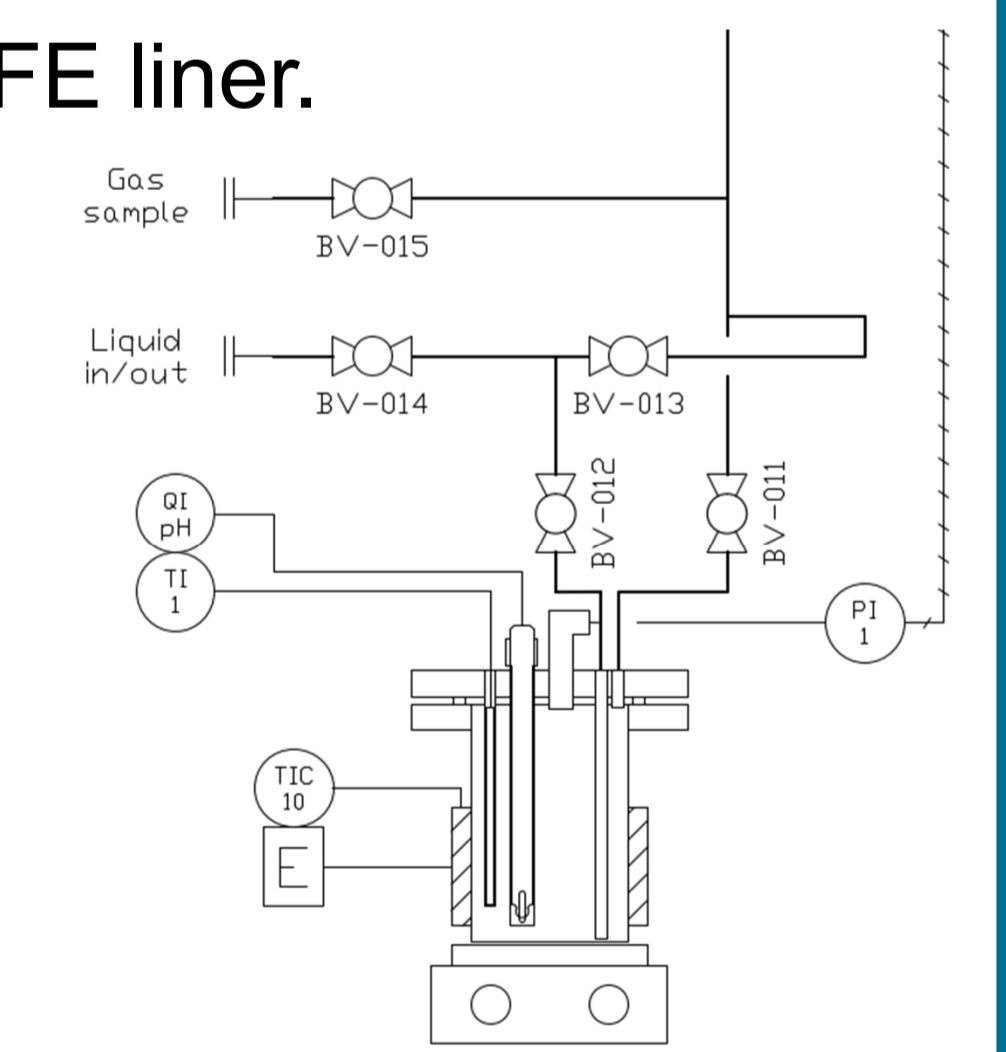 FE liner.
Gas
sample
BV-015
Liquid
in/out
BV-014
BV-013
BV-012
BV-011
QI
pH
TI
1
PI
1
TIC
10
E